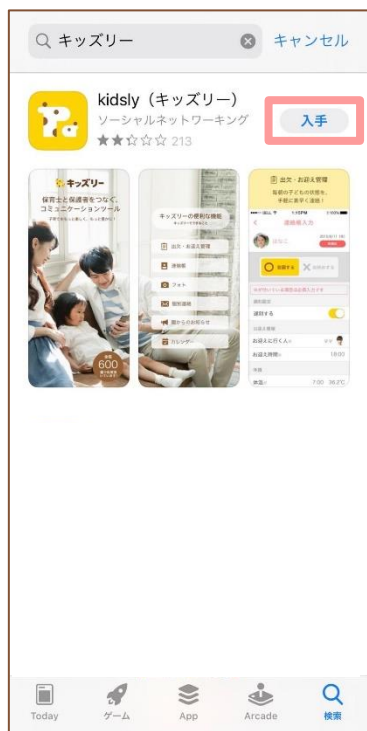 キッズリー
キャンセル
kidsly（キッズリー）
ソーシャルネットワーキング
入手
★★☆☆☆ 213
キッズリー
保育士と保護者をつなぐ、
コミュニケーションツール
600
キッズリーの便利な機能
出欠・お迎え管理
連絡帳
フォト
個別連絡
園からのお知らせ
カレンダー
出欠・お迎え管理
毎朝の子どもの状態を、
手軽に素早く連絡！
連絡帳入力
お迎えに行く人
お迎え時間
18:00
7:00 36.2℃
Today
ゲーム
App
Arcade
検索